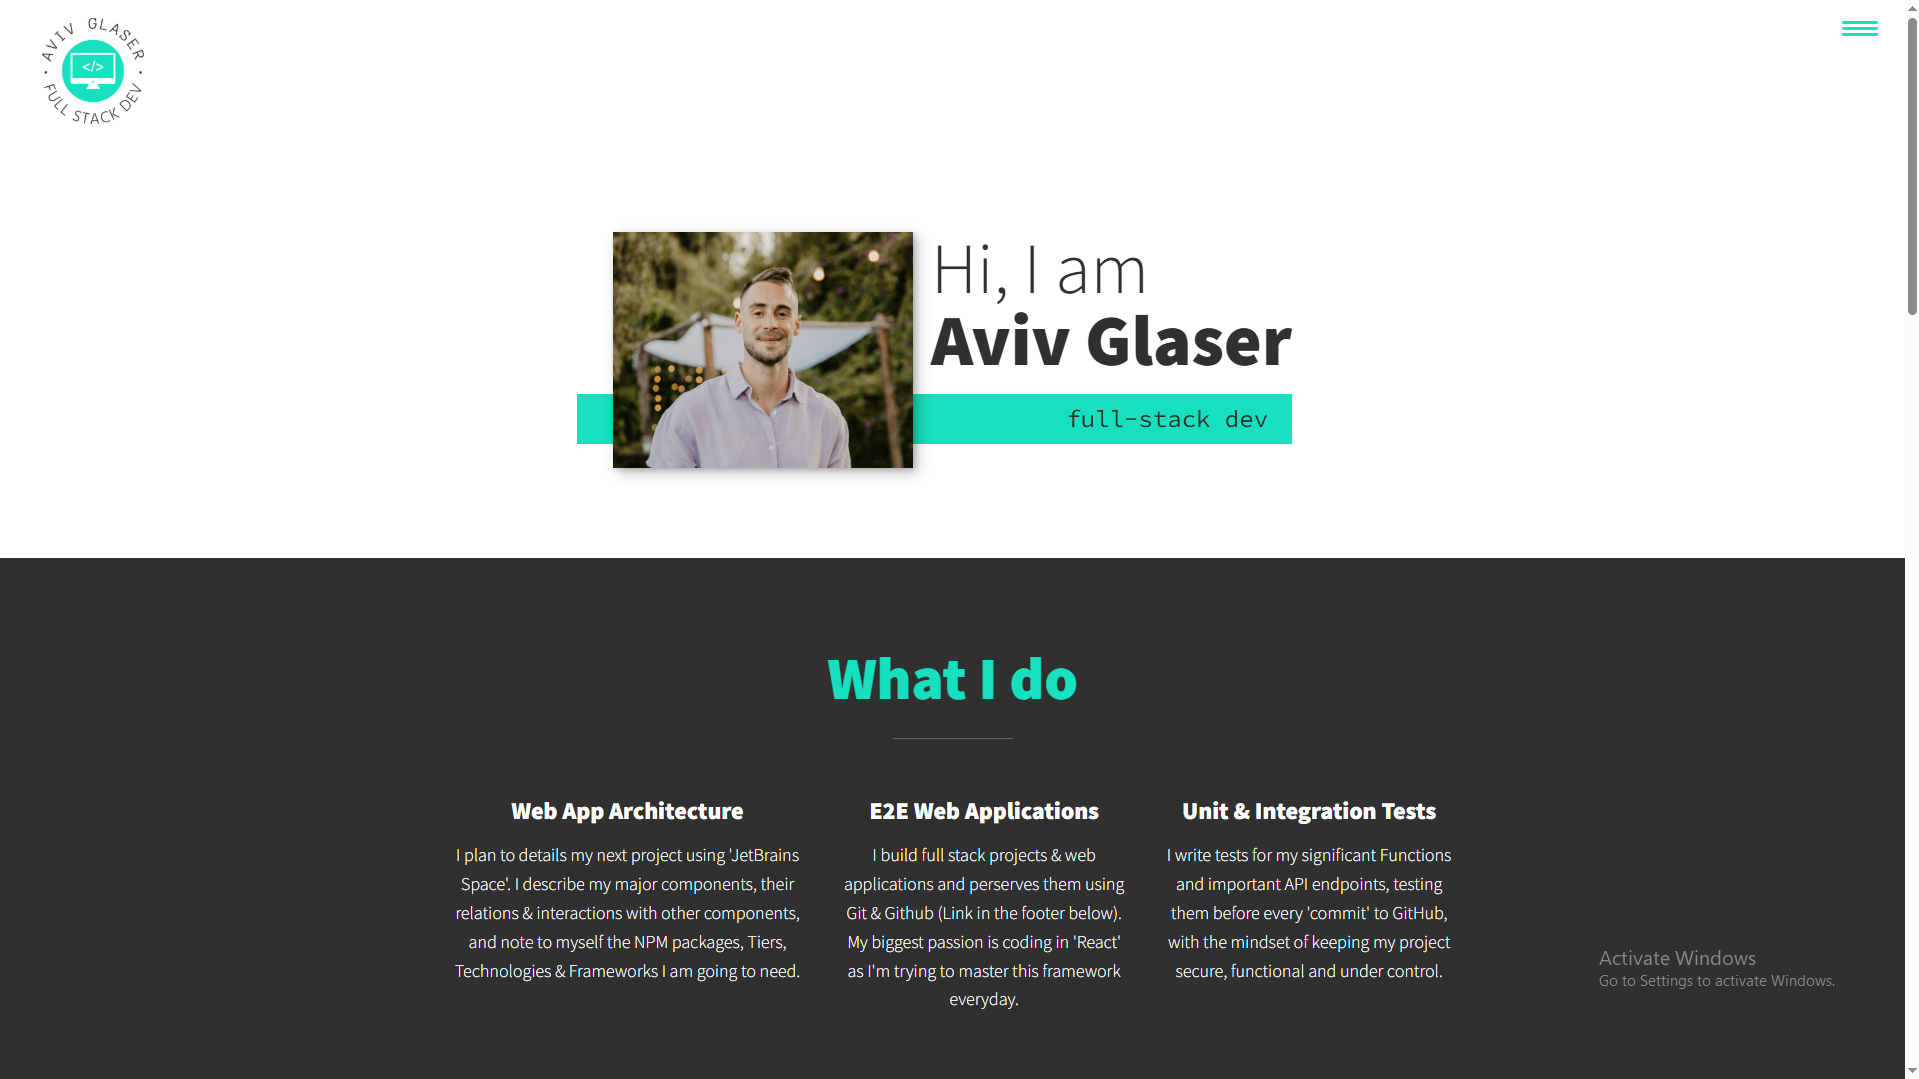 AVIV GLASER
</>
FULL STACK DEV
Hi, I am
Aviv Glaser
full-stack dev
What I do
Web App Architecture
I plan to details my next project using 'JetBrains
Space'. I describe my major components, their
relations & interactions with other components,
and note to myself the NPM packages, Tiers,
Technologies & Frameworks I am going to need.
E2E Web Applications
I build full stack projects & web
applications and perserves them using
Git & Github (Link in the footer below).
My biggest passion is coding in 'React'
as I'm trying to master this framework
everyday.
Unit & Integration Tests
I write tests for my significant Functions
and important API endpoints, testing
them before every 'commit' to GitHub,
with the mindset of keeping my project
secure, functional and under control.
Activate Windows
Go to Settings to activate Windows.